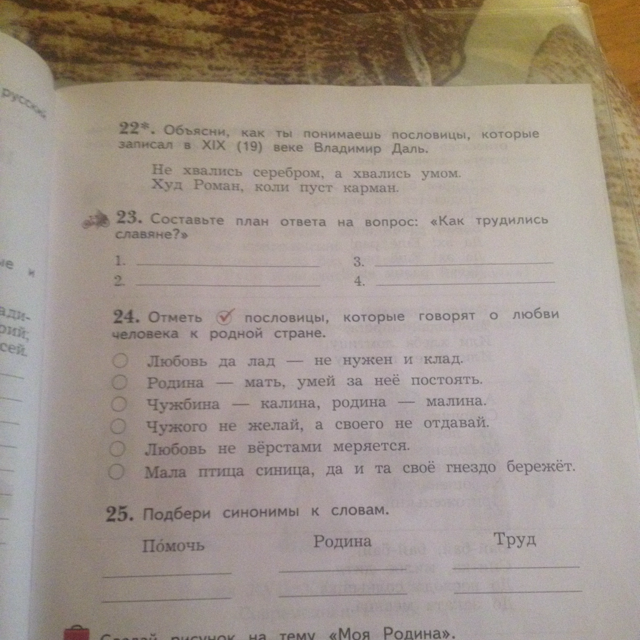 русский
22*. Объясни, как ты понимаешь пословицы, которые
записал в XIX (19) веке Владимир Даль.
Не хвались серебром, а хвались умом.
Худ Роман, коли пуст карман.
23. Составьте план ответа на вопрос: «Как трудились
славяне?»
1. 3.
2. 4.
24. Отметь пословицы, которые говорят о любви
человека к родной стране.
Любовь да лад — не нужен и клад.
Родина — мать, умей за неё постоять.
Чужбина — калина, родина — малина.
Чужого не желай, а своего не отдавай.
Любовь не вёрстами меряется.
Мала птица синица, да и та своё гнездо бережёт.
25. Подбери синонимы к словам.
По́мочь Родина Труд
Сделай рисунок на тему «Моя Родина».